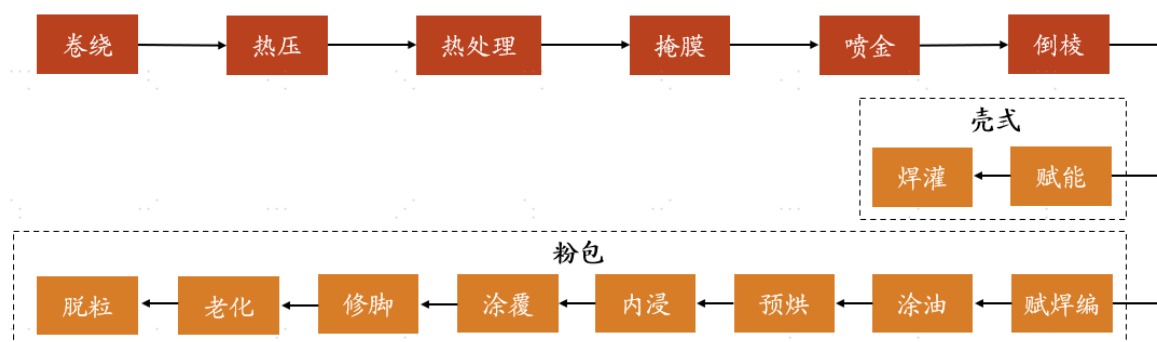 卷绕 热压 热处理 掩膜 喷金 倒棱
壳式
焊灌 赋能
粉包
脱粒 老化 修脚 涂覆 内浸 预烘 涂油 赋焊编